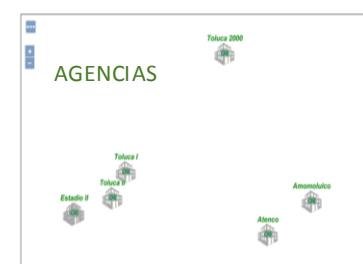 Toluca 2000
AGENCIAS
Toluca I
Toluca II
Estadio II
Amomolulco
Atenco